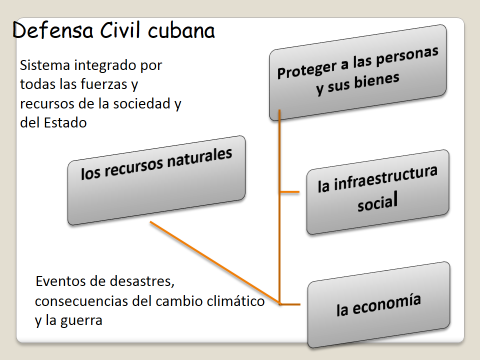 Defensa Civil cubana
Sistema integrado por
todas las fuerzas y
recursos de la sociedad y
del Estado
Proteger a las personas
y sus bienes
los recursos naturales
la infraestructura
social
la economía
Eventos de desastres,
consecuencias del cambio climático
y la guerra